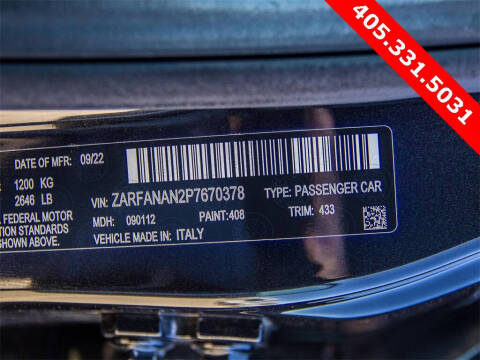 405.331.5031
DATE OF MFR: 09/22
1200 KG
2646 LB
VIN: ZARFANAN2P7670378
TYPE: PASSENGER CAR
MDH: 090112
PAINT: 408
TRIM: 433
FEDERAL MOTOR
TION STANDARDS
SHOWN ABOVE.
VEHICLE MADE IN: ITALY